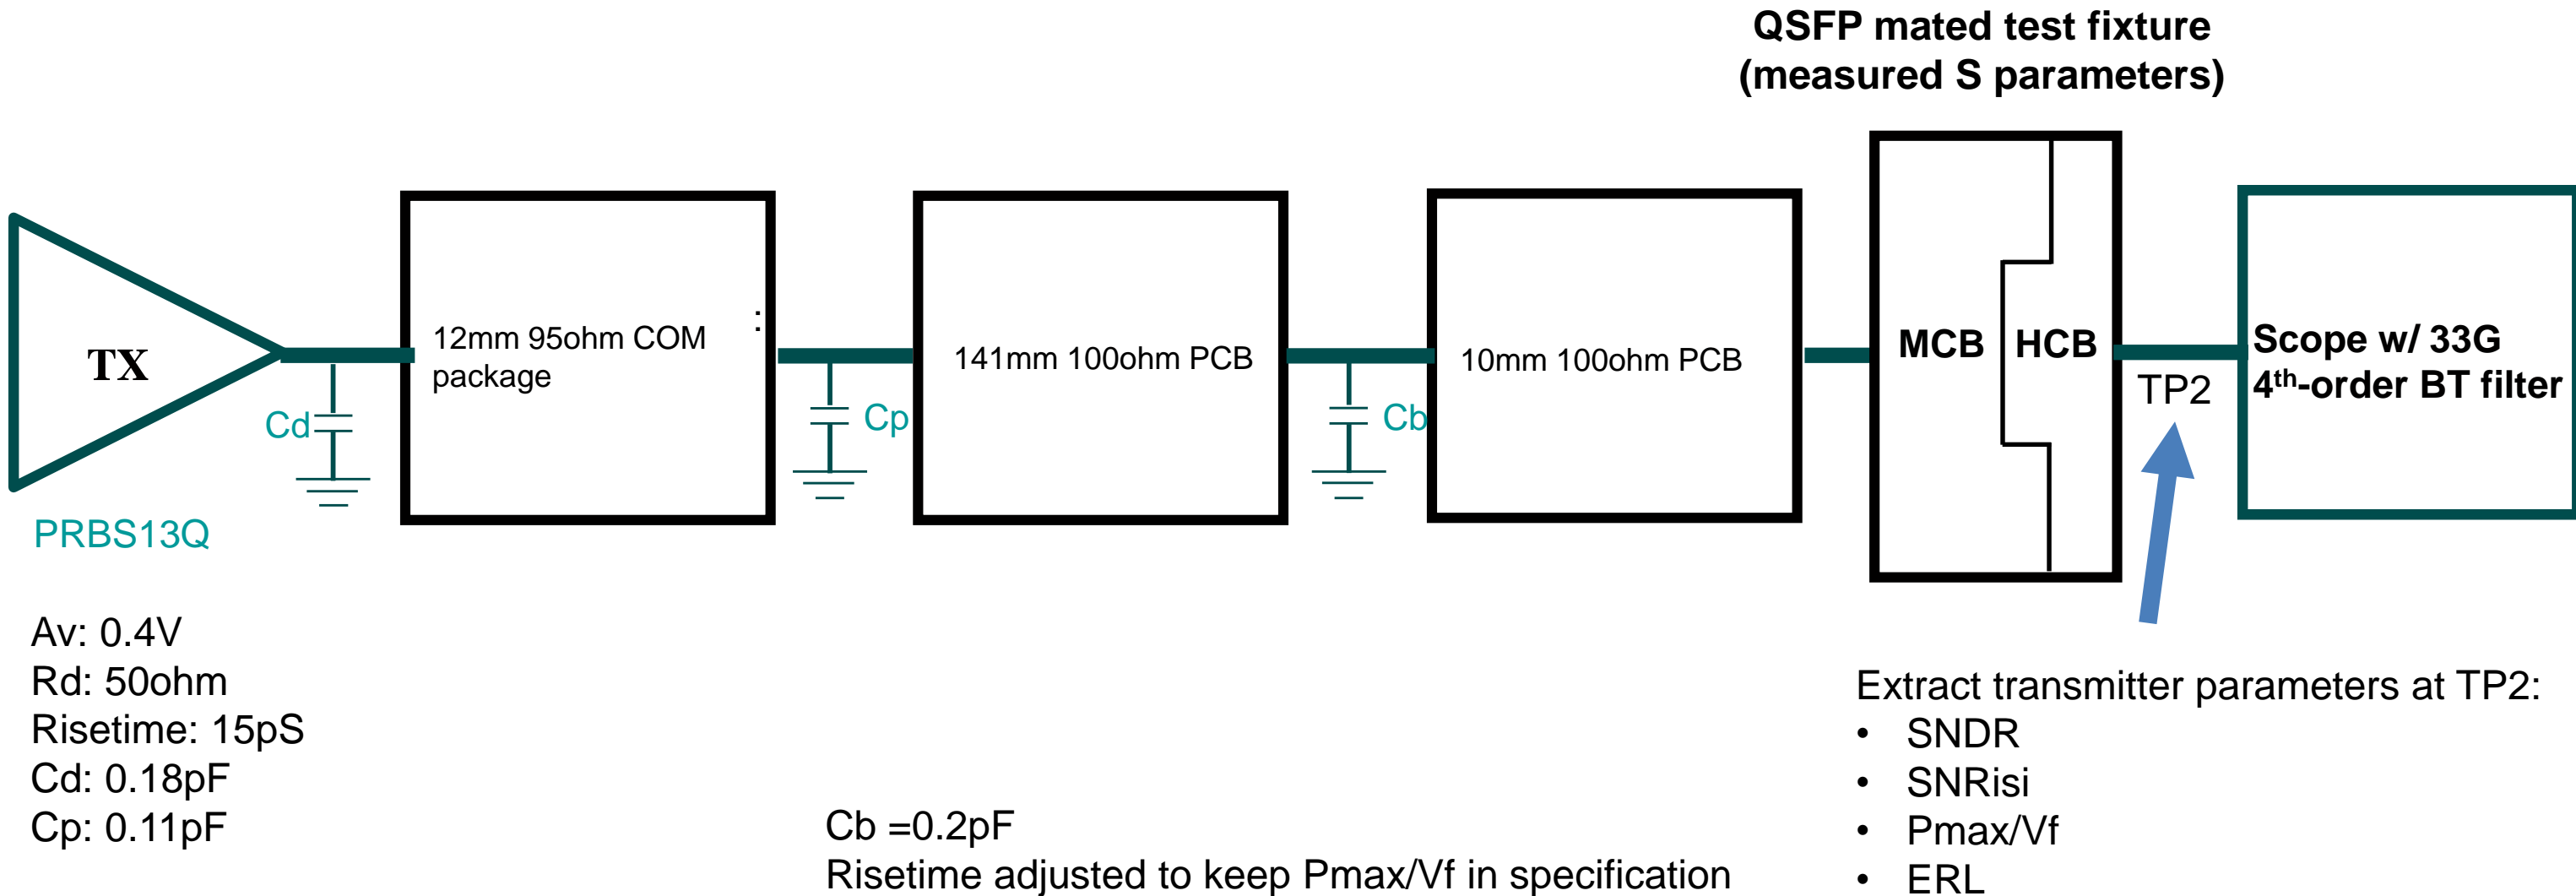 QSFP mated test fixture
(measured S parameters)
TX
Cd
12mm 95ohm COM :
package
Cp
141mm 100ohm PCB
Cb
10mm 100ohm PCB
MCB
HCB
TP2
Scope w/ 33G
4th-order BT filter
PRBS13Q
Av: 0.4V
Rd: 50ohm
Risetime: 15pS
Cd: 0.18pF
Cp: 0.11pF
Cb =0.2pF
Risetime adjusted to keep Pmax/Vf in specification
Extract transmitter parameters at TP2:
• SNDR
• SNRisi
• Pmax/Vf
• ERL